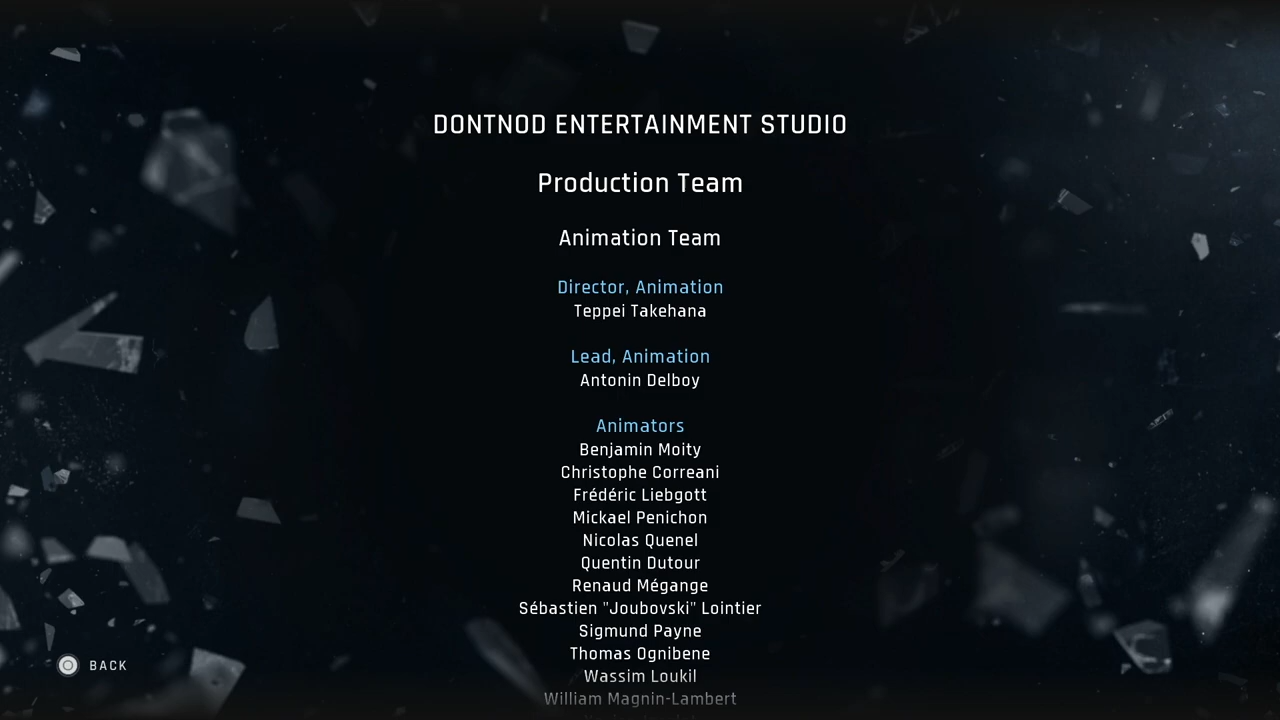 DONTNOD ENTERTAINMENT STUDIO
Production Team
Animation Team
Director, Animation
Teppei Takehana
Lead, Animation
Antonin Delboy
Animators
Benjamin Moity
Christophe Correani
Frédéric Liebgott
Mickael Penichon
Nicolas Quenel
Quentin Dutour
Renaud Mégange
Sébastien "Joubovski" Lointier
Sigmund Payne
Thomas Ognibene
Wassim Loukil
William Magnin-Lambert
BACK